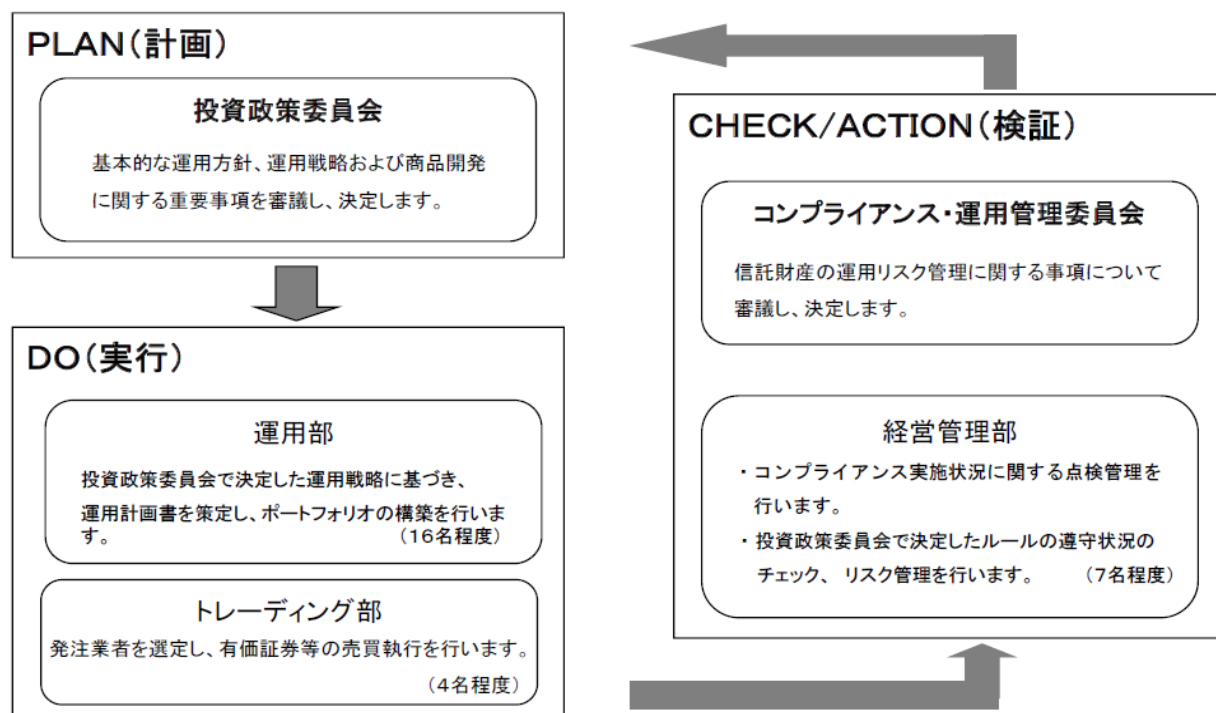 PLAN(計画)
投資政策委員会
基本的な運用方針、運用戦略および商品開発
に関する重要事項を審議し、決定します。
DO(実行)
運用部
投資政策委員会で決定した運用戦略に基づき、
運用計画書を策定し、ポートフォリオの構築を行いま
す。 (16名程度)
トレーディング部
発注業者を選定し、有価証券等の売買執行を行います。
(4名程度)
CHECK/ACTION(検証)
コンプライアンス・運用管理委員会
信託財産の運用リスク管理に関する事項について
審議し、決定します。
経営管理部
・コンプライアンス実施状況に関する点検管理を
行います。
・投資政策委員会で決定したルールの遵守状況の
チェック、 リスク管理を行います。 (7名程度)